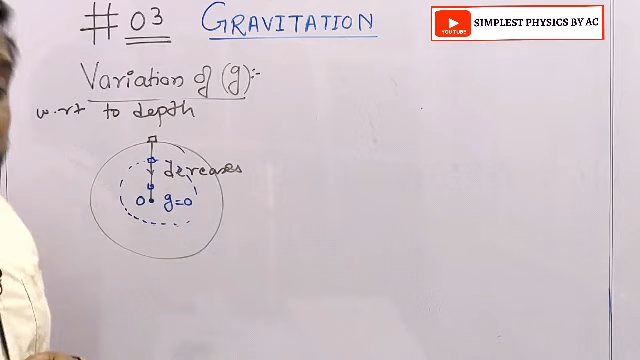 # 03 GRAVITATION
YOUTUBE
SIMPLEST PHYSICS BY AC
Variation of (g):-
w.r.t to depth
decreases
O g=0